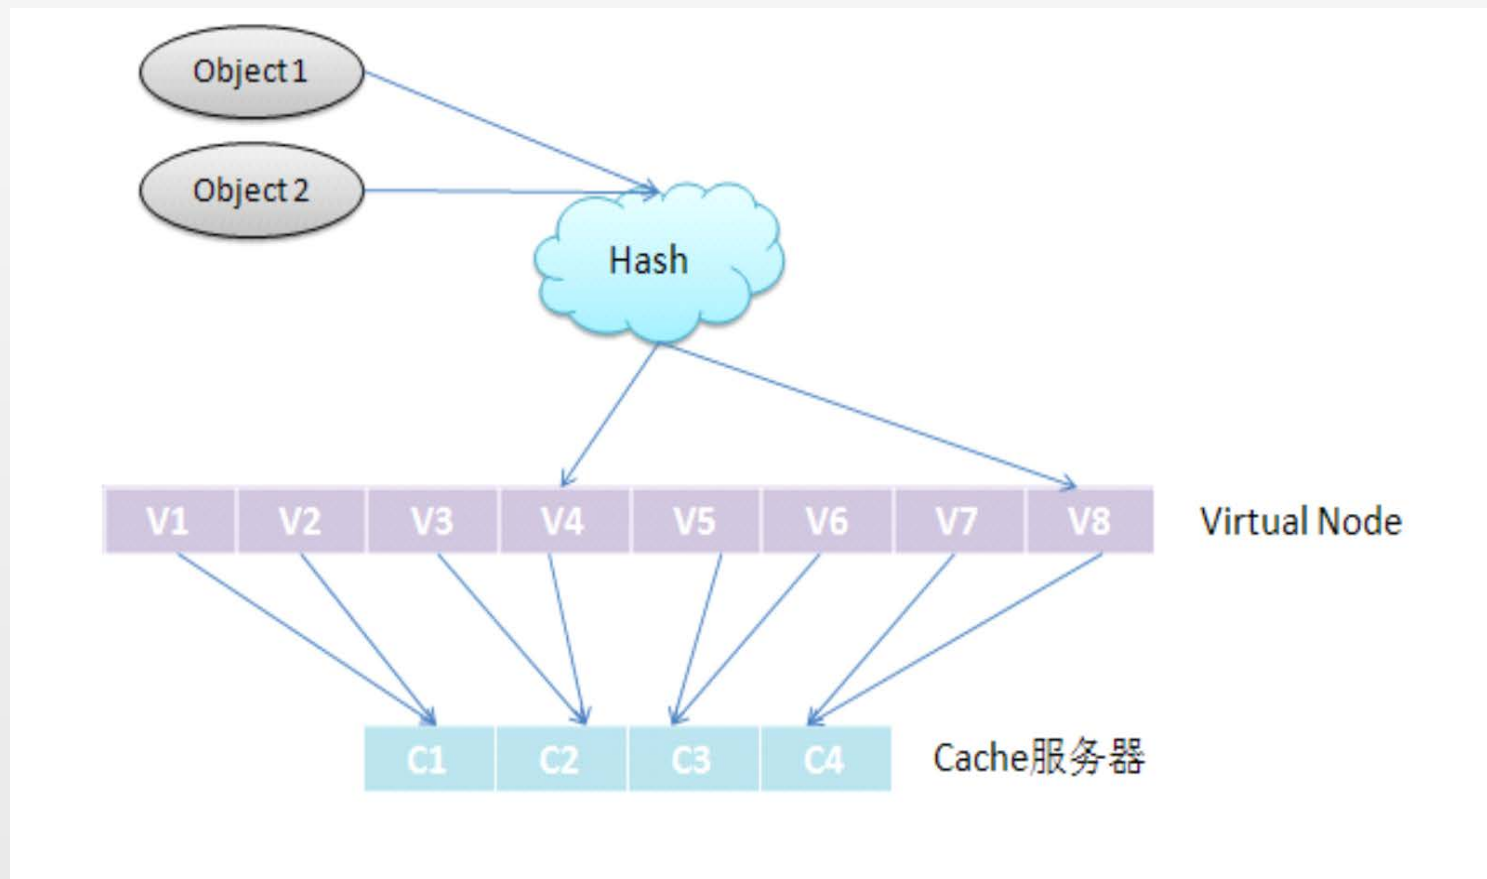 Object1
Object2
Hash
V1 V2 V3 V4 V5 V6 V7 V8 Virtual Node
C1 C2 C3 C4 Cache服务器